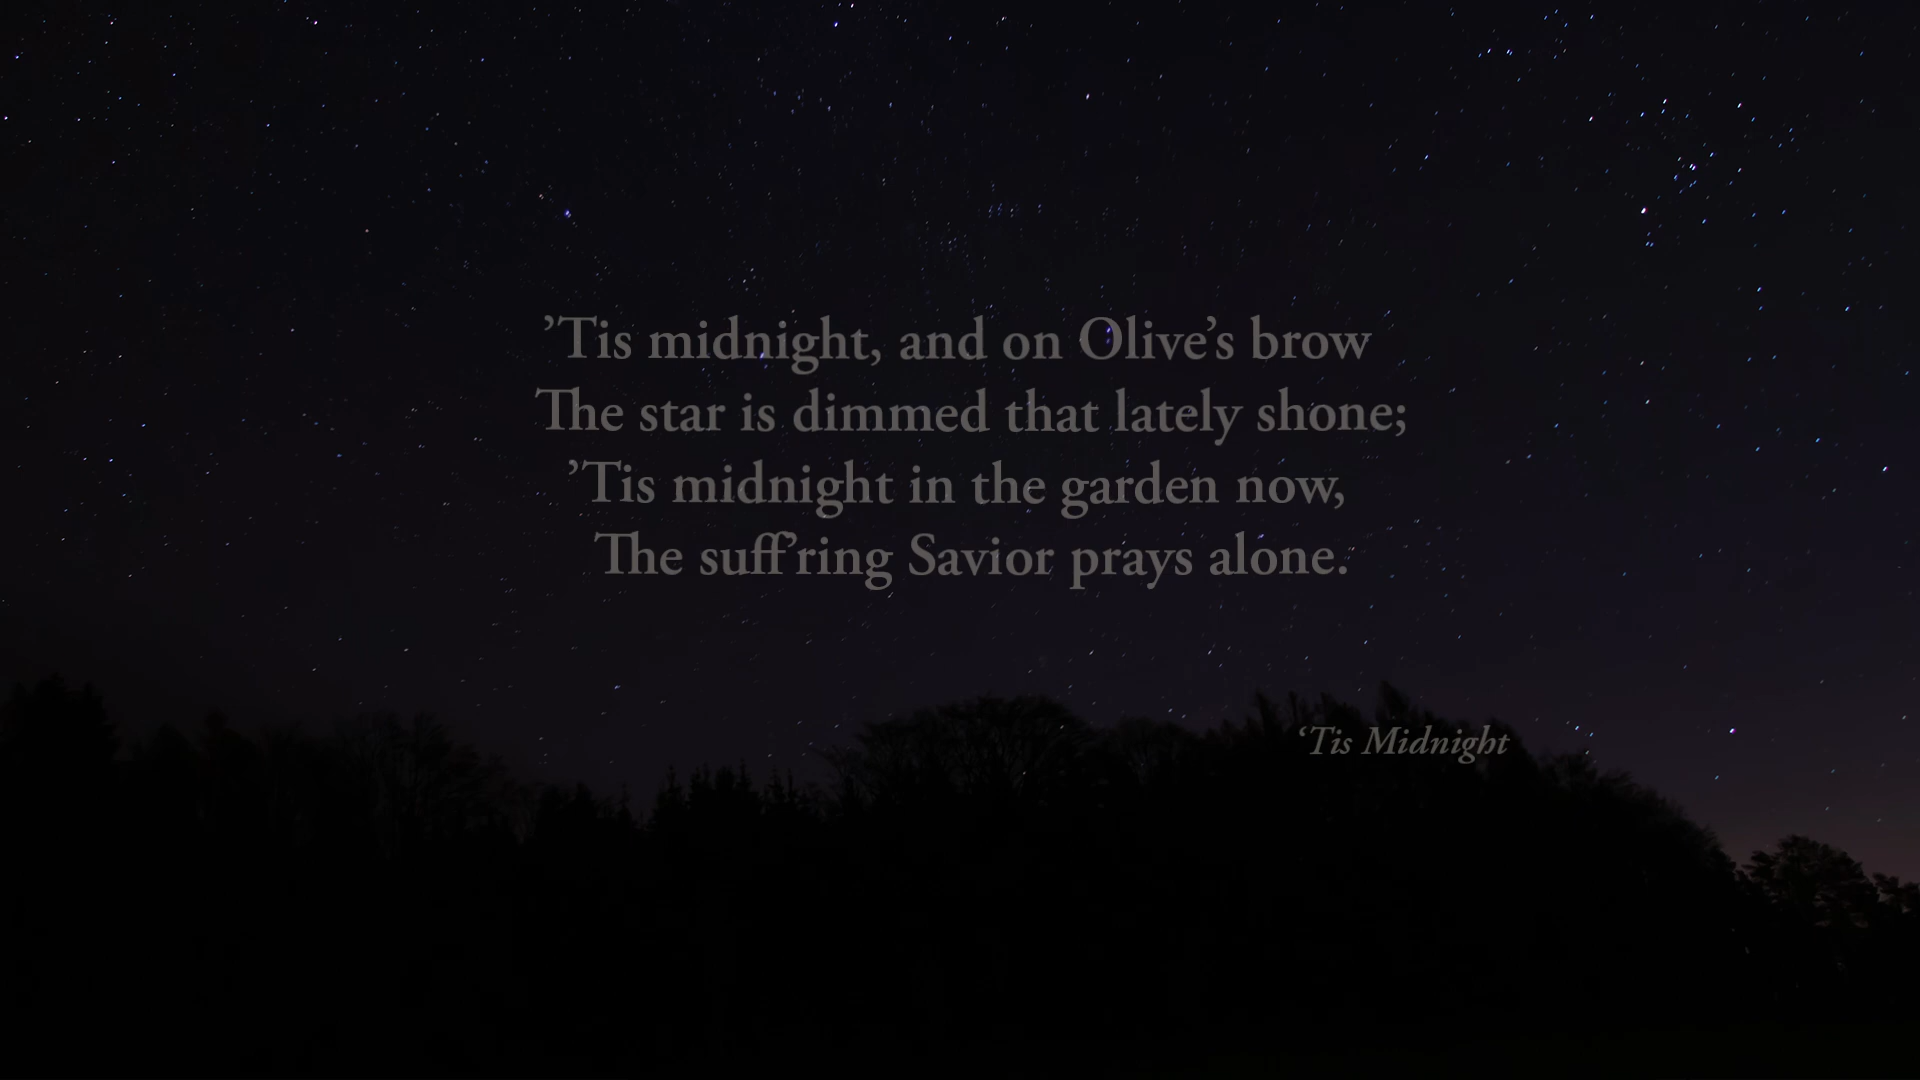 ’Tis midnight, and on Olive’s brow
The star is dimmed that lately shone;
’Tis midnight in the garden now,
The suff’ring Savior prays alone.
‘Tis Midnight